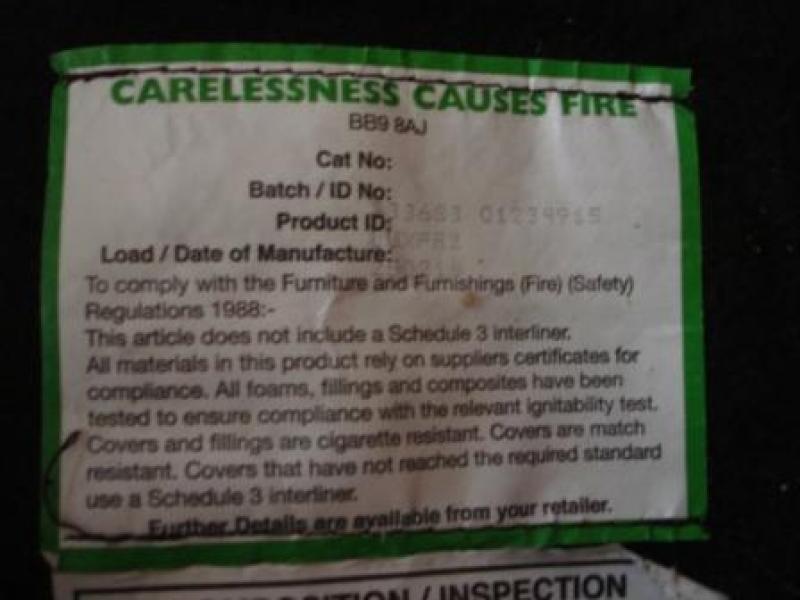 CARELESSNESS CAUSES FIRE
BB9 8AJ
Cat No:
Batch / ID No:
Product ID: 01234915
Load / Date of Manufacture:
To comply with the Furniture and Furnishings (Fire) (Safety)
Regulations 1988:-
This article does not include a Schedule 3 interliner.
All materials in this product rely on suppliers certificates for
compliance. All foams, fillings and composites have been
tested to ensure compliance with the relevant ignitability test.
Covers and fillings are cigarette resistant. Covers are match
resistant. Covers that have not reached the required standard
use a Schedule 3 interliner.
Further Details are available from your retailer.
/ INSPECTION